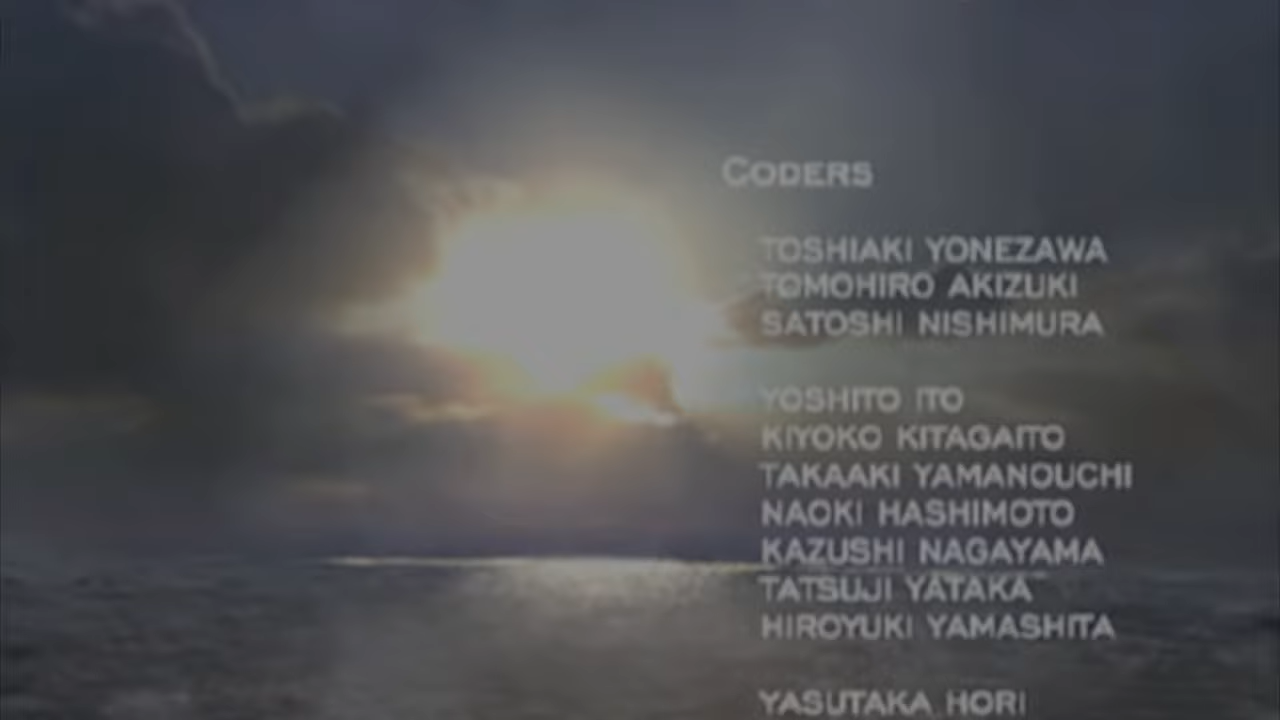 CODERS
TOSHIAKI YONEZAWA
TOMOHIRO AKIZUKI
SATOSHI NISHIMURA
YOSHITO ITO
KIYOKO KITAGAITO
TAKAAKI YAMANOUCHI
NAOKI HASHIMOTO
KAZUSHI NAGAYAMA
TATSUJI YATAKA
HIROYUKI YAMASHITA
YASUTAKA HORI